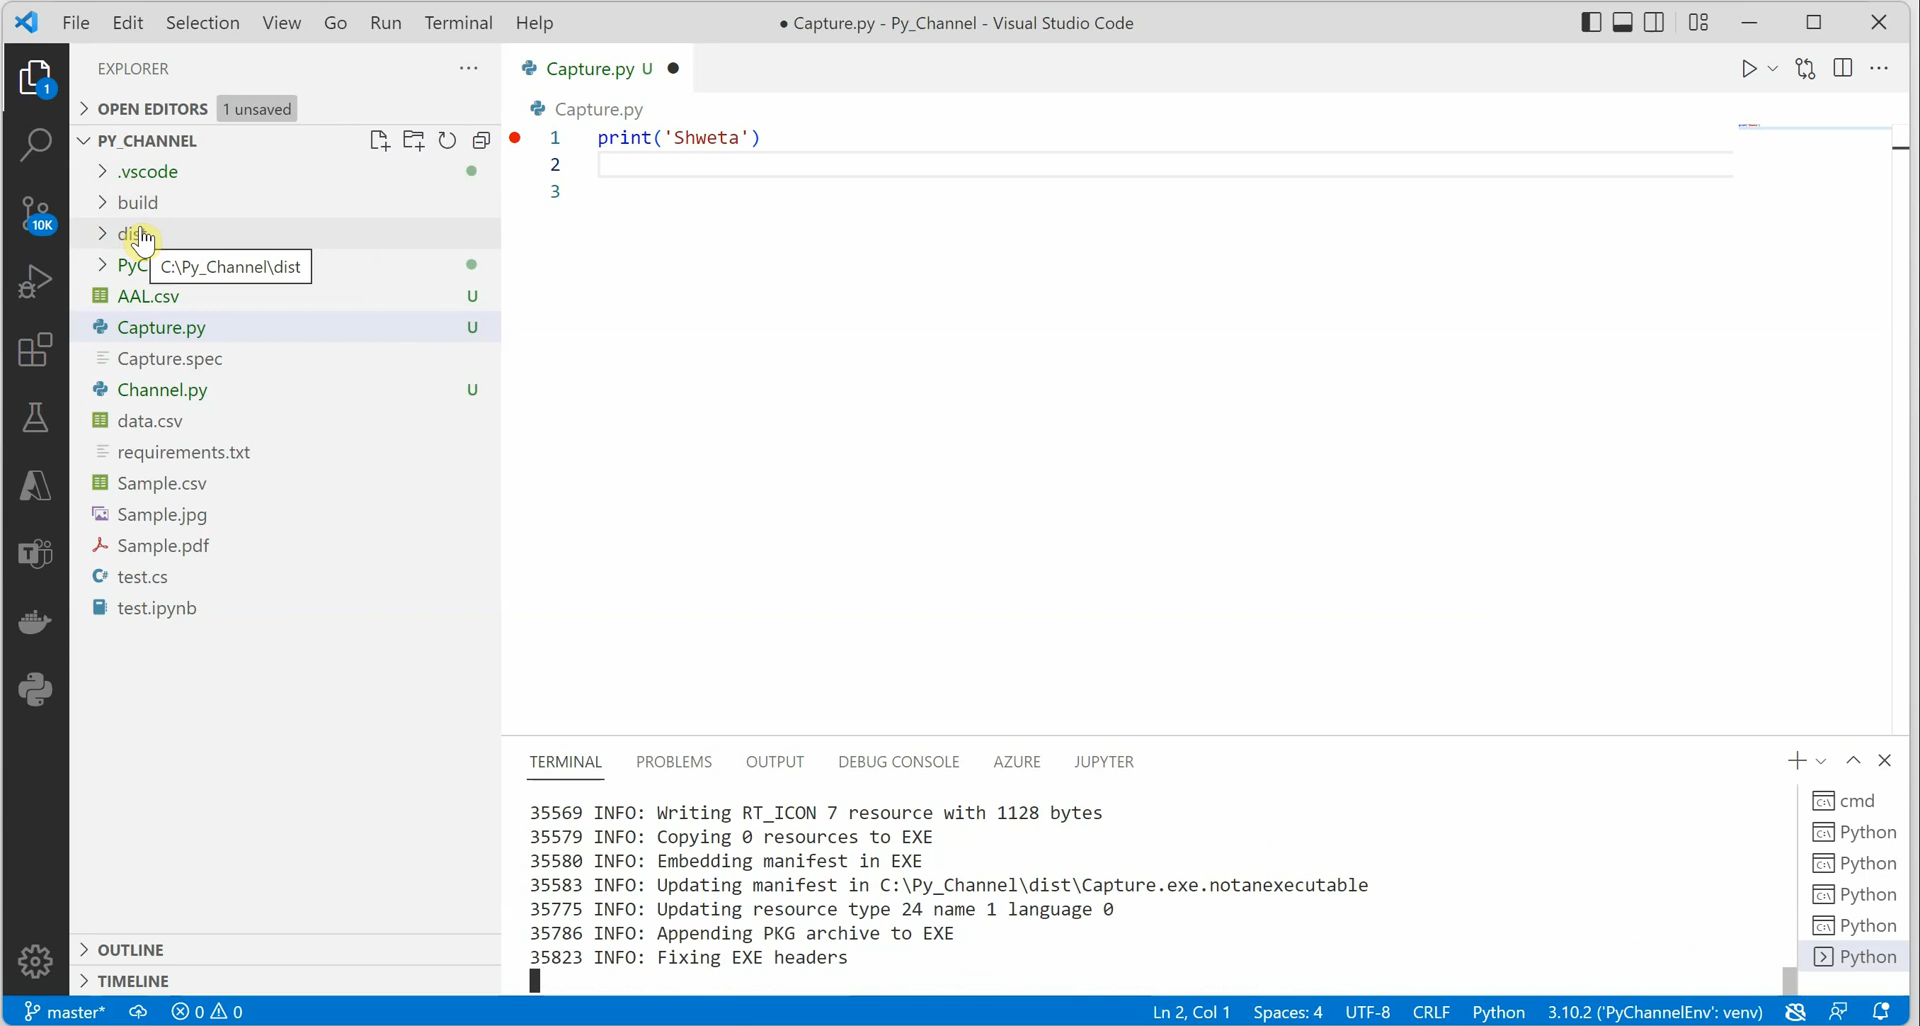 File Edit Selection View Go Run Terminal Help
● Capture.py - Py_Channel - Visual Studio Code
EXPLORER
1
OPEN EDITORS 1 unsaved
PY_CHANNEL
.vscode
build
C:\Py_Channel\dist
AAL.csv U
Capture.py U
Capture.spec
Channel.py U
data.csv
requirements.txt
Sample.csv
Sample.jpg
Sample.pdf
C# test.cs
test.ipynb
OUTLINE
TIMELINE
10K
Capture.py U ●
Capture.py
1 print('Shweta')
2
3
TERMINAL PROBLEMS OUTPUT DEBUG CONSOLE AZURE JUPYTER
35569 INFO: Writing RT_ICON 7 resource with 1128 bytes
35579 INFO: Copying 0 resources to EXE
35580 INFO: Embedding manifest in EXE
35583 INFO: Updating manifest in C:\Py_Channel\dist\Capture.exe.notanexecutable
35775 INFO: Updating resource type 24 name 1 language 0
35786 INFO: Appending PKG archive to EXE
35823 INFO: Fixing EXE headers
cmd
Python
Python
Python
Python
Python
master* 0 0 Ln 2, Col 1 Spaces: 4 UTF-8 CRLF Python 3.10.2 ('PyChannelEnv': venv)